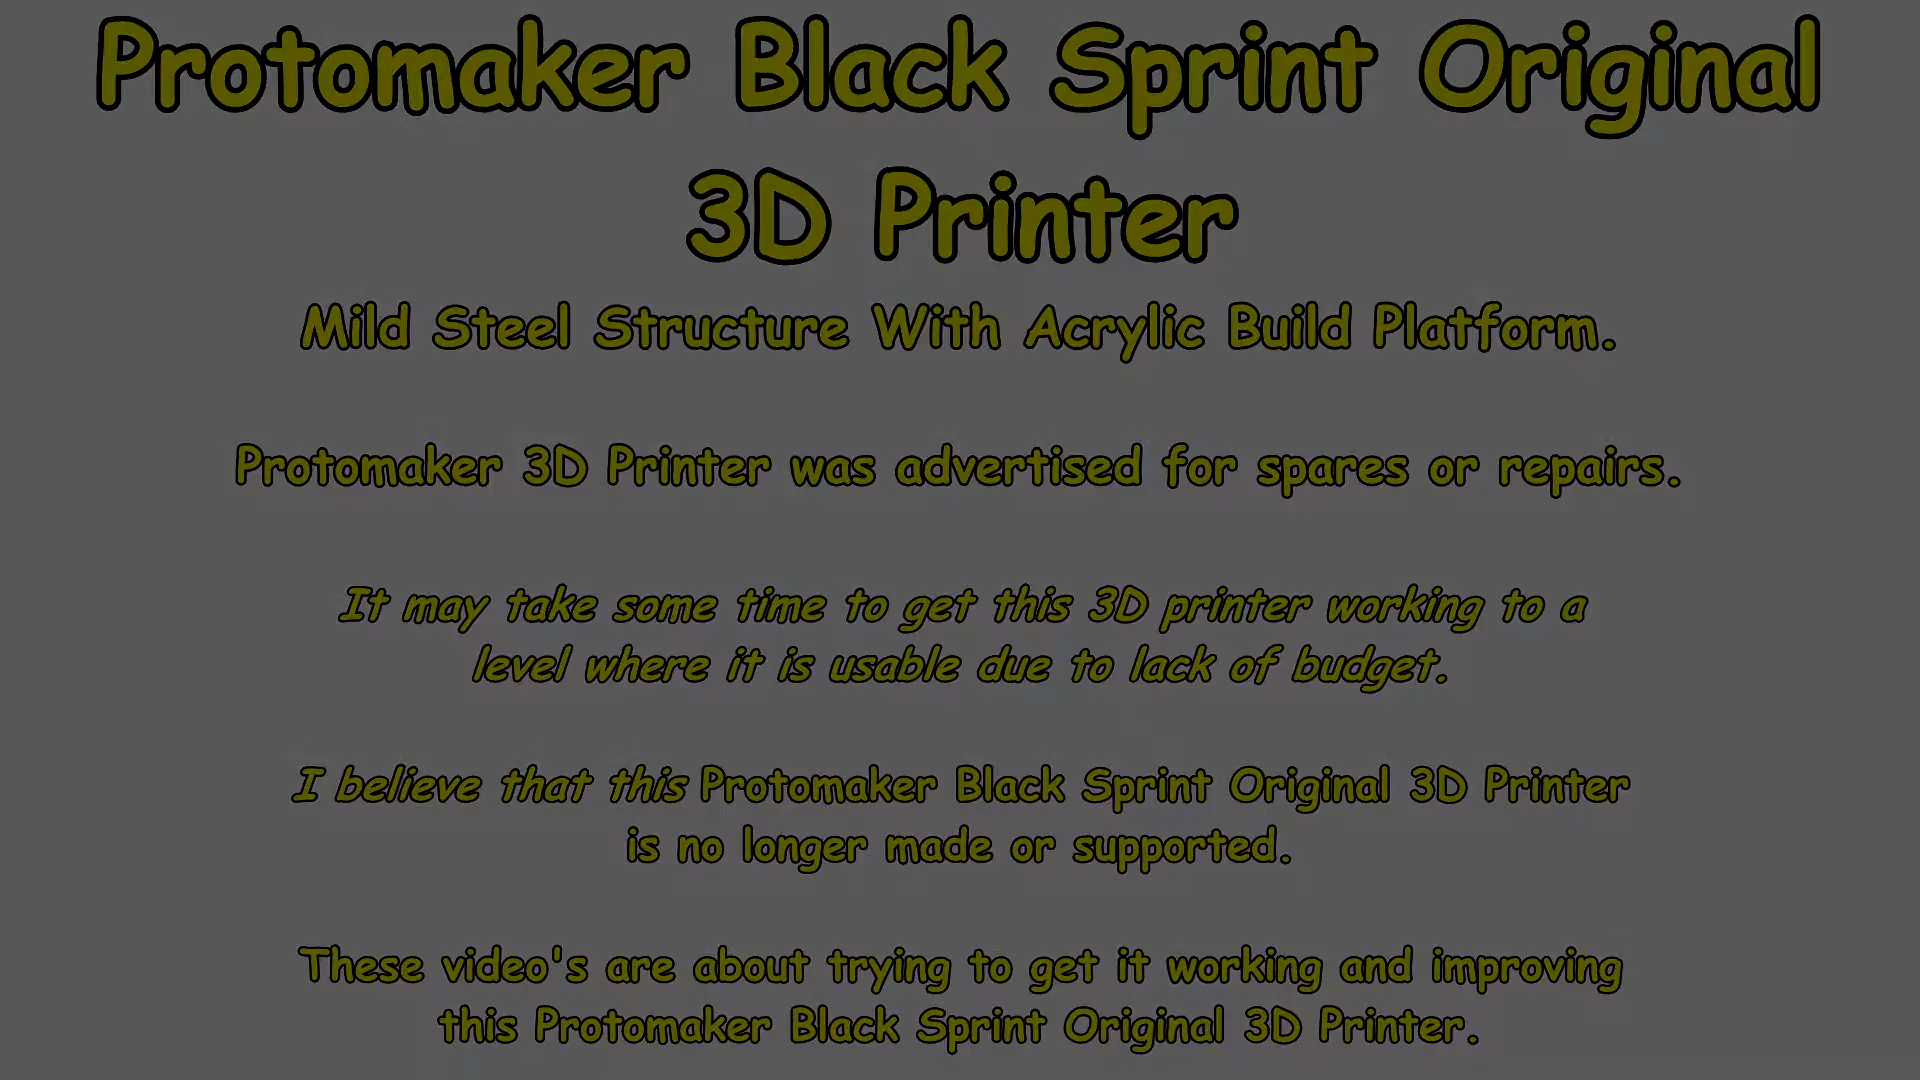 Protomaker Black Sprint Original
3D Printer
Mild Steel Structure With Acrylic Build Platform.
Protomaker 3D Printer was advertised for spares or repairs.
It may take some time to get this 3D printer working to a
level where it is usable due to lack of budget.
I believe that this Protomaker Black Sprint Original 3D Printer
is no longer made or supported.
These video's are about trying to get it working and improving
this Protomaker Black Sprint Original 3D Printer.